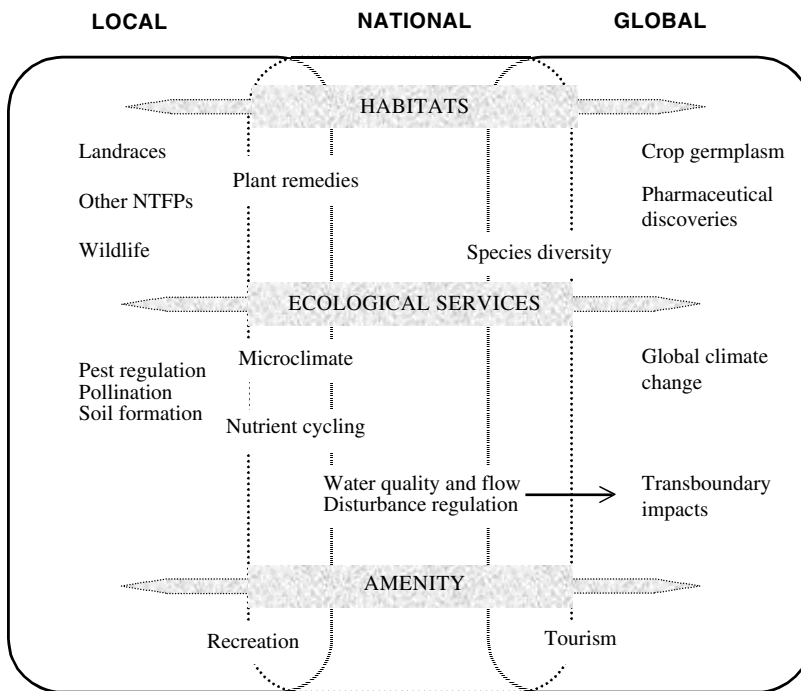 LOCAL NATIONAL GLOBAL
HABITATS
Landraces
Crop germplasm
Plant remedies
Other NTFPs
Pharmaceutical
discoveries
Wildlife
Species diversity
ECOLOGICAL SERVICES
Microclimate
Global climate
change
Pest regulation
Pollination
Soil formation
Nutrient cycling
Water quality and flow
Disturbance regulation
Transboundary
impacts
AMENITY
Recreation
Tourism